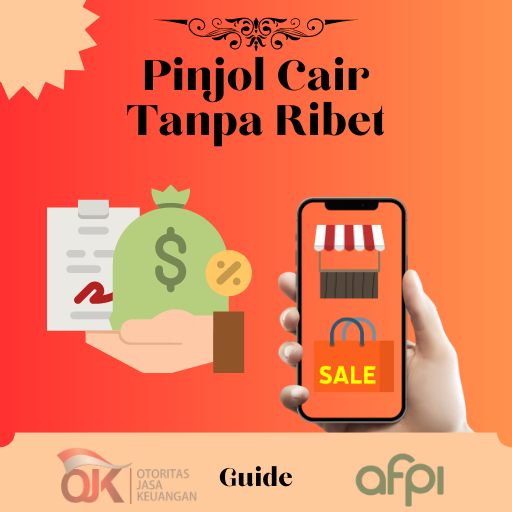 Pinjol Cair
Tanpa Ribet
$
%
SALE
OJK
OTORITAS
JASA
KEUANGAN
Guide
afpi